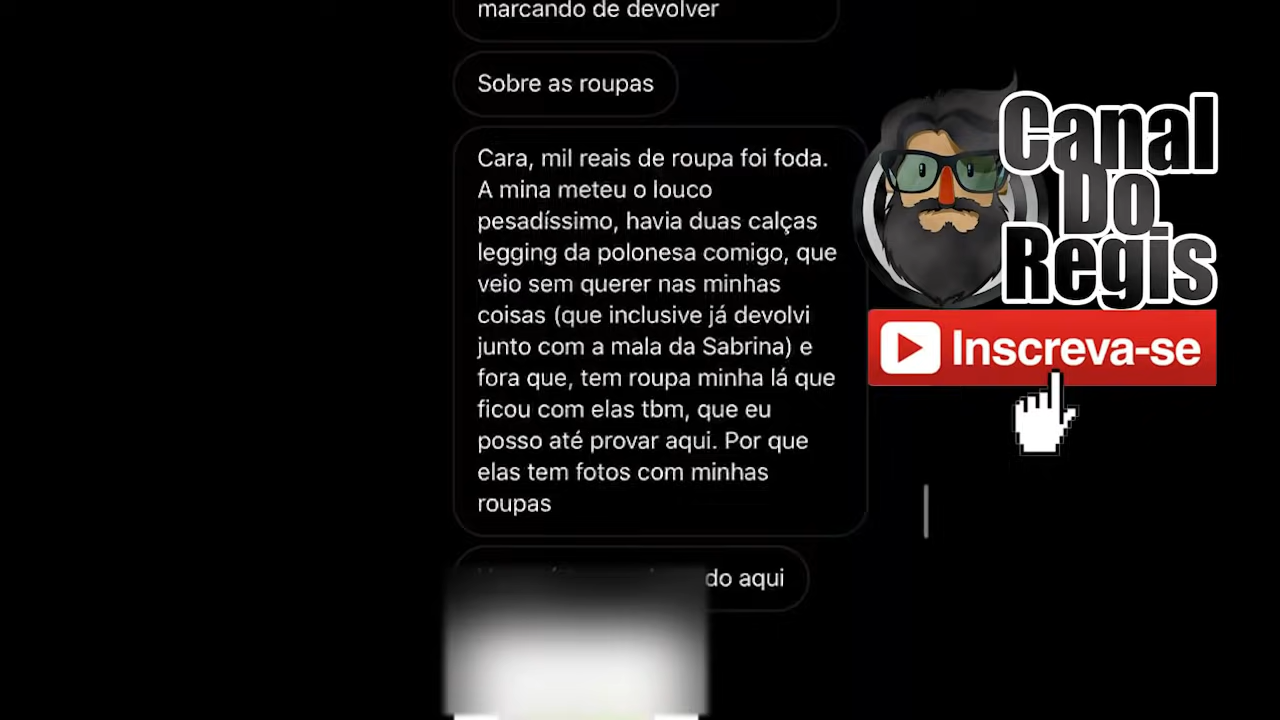 marcando de devolver
Sobre as roupas
Cara, mil reais de roupa foi foda.
A mina meteu o louco
pesadíssimo, havia duas calças
legging da polonesa comigo, que
veio sem querer nas minhas
coisas (que inclusive já devolvi
junto com a mala da Sabrina) e
fora que, tem roupa minha lá que
ficou com elas tbm, que eu
posso até provar aqui. Por que
elas tem fotos com minhas
roupas
do aqui
Canal
Do
Regis
Inscreva-se